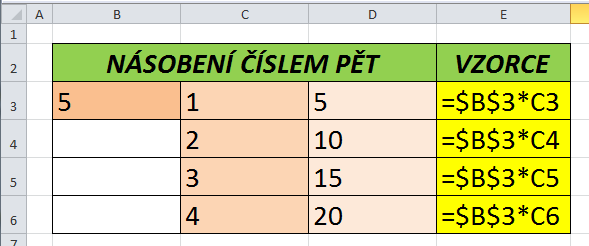 A B C D E
1
2 NÁSOBENÍ ČÍSLEM PĚT VZORCE
3 5 1 5 =$B$3*C3
4 2 10 =$B$3*C4
5 3 15 =$B$3*C5
6 4 20 =$B$3*C6
7